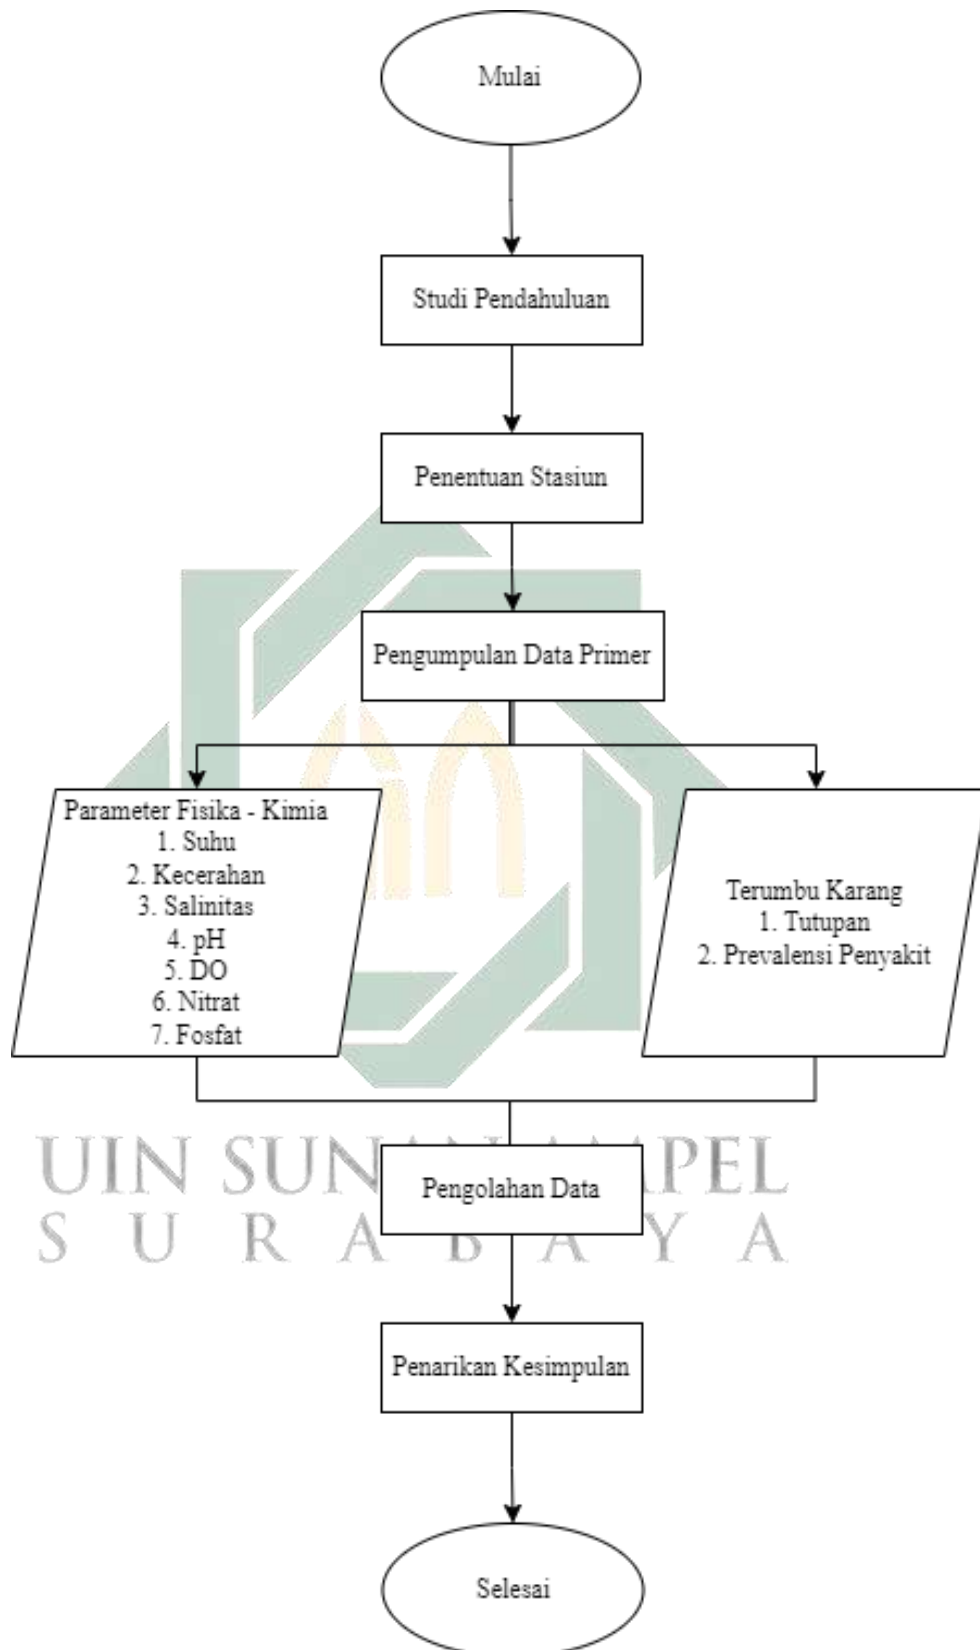 Mulai
Studi Pendahuluan
Penentuan Stasiun
Pengumpulan Data Primer
Parameter Fisika - Kimia
1. Suhu
2. Kecerahan
3. Salinitas
4. pH
5. DO
6. Nitrat
7. Fosfat
Terumbu Karang
1. Tutupan
2. Prevalensi Penyakit
UIN SUNAN AMPEL
S U R A B A Y A
Pengolahan Data
Penarikan Kesimpulan
Selesai